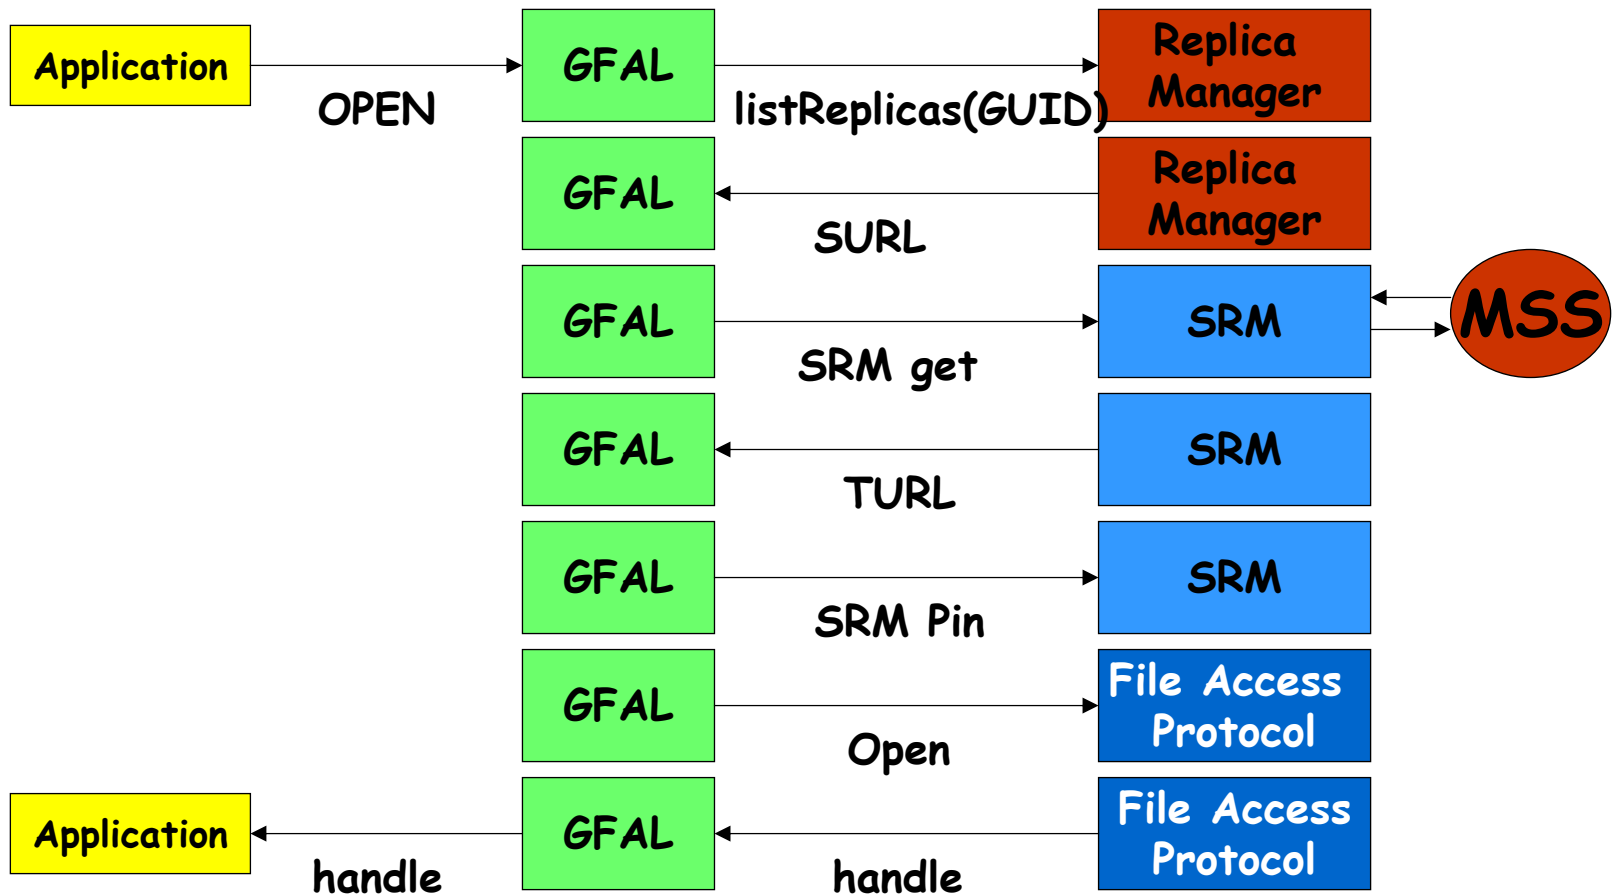 Application
OPEN
GFAL
listReplicas(GUID)
Replica
Manager
GFAL
SURL
Replica
Manager
GFAL
SRM get
SRM
MSS
GFAL
TURL
SRM
GFAL
SRM Pin
SRM
GFAL
Open
File Access
Protocol
Application
handle
GFAL
handle
File Access
Protocol